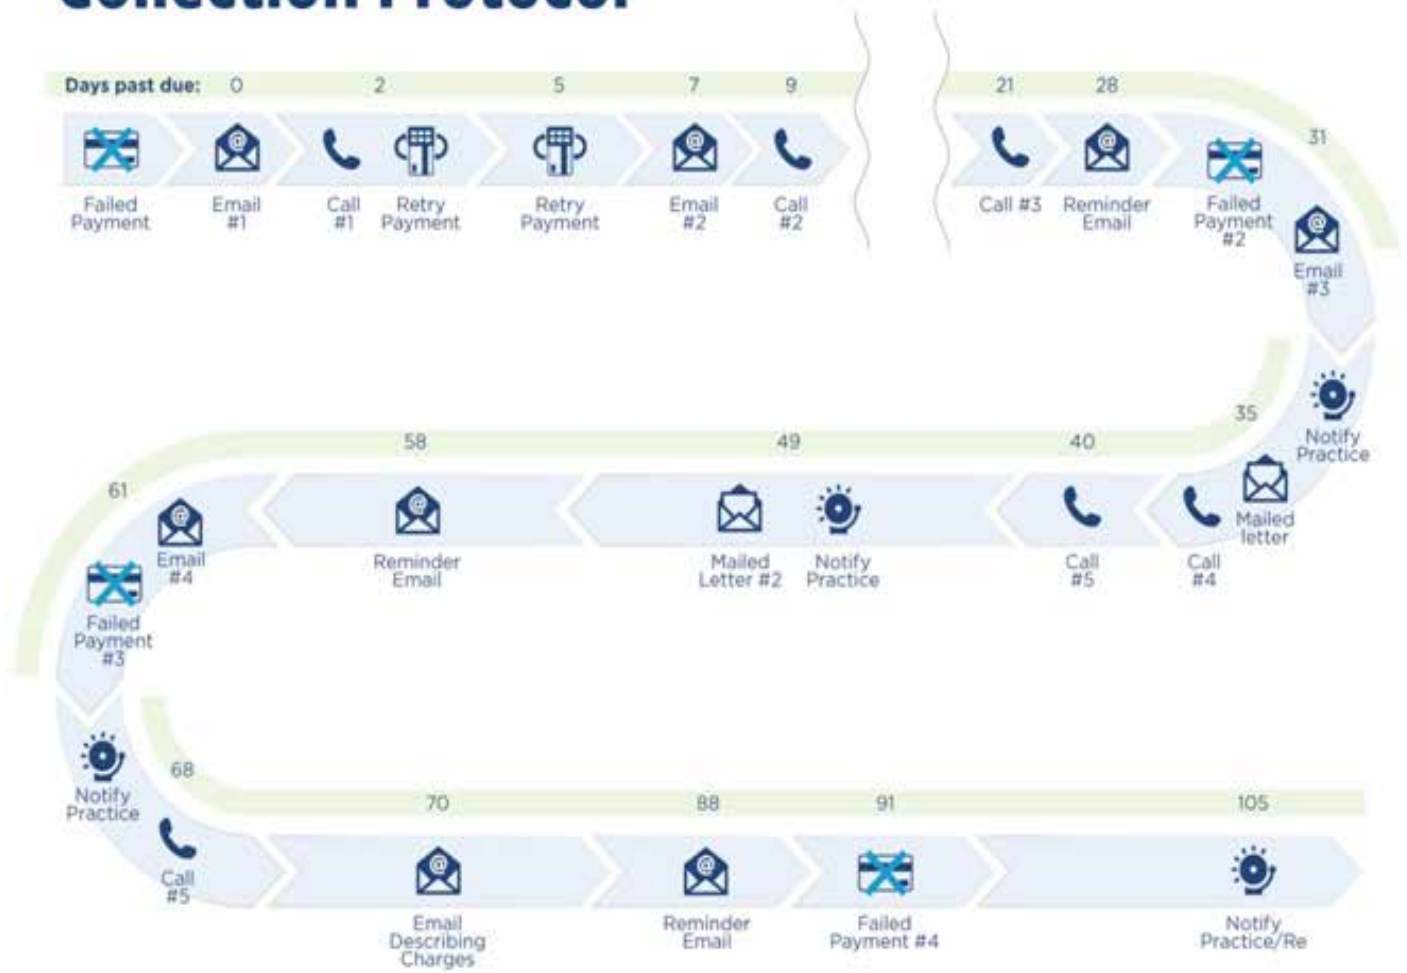 Collection Protocol
Days past due: 0 2 5 7 9 21 28
31
Failed
Payment
Email
#1
Call
#1
Retry
Payment
Retry
Payment
Email
#2
Call
#2
Call #3
Reminder
Email
Failed
Payment
#2
Email
#3
35
Notify
Practice
Mailed
letter
Call
#4
40
Call
#5
49
Notify
Practice
Mailed
Letter #2
58
Reminder
Email
61
Email
#4
Failed
Payment
#3
68
Notify
Practice
Call
#5
70
Email
Describing
Charges
88
Reminder
Email
91
Failed
Payment #4
105
Notify
Practice/Re